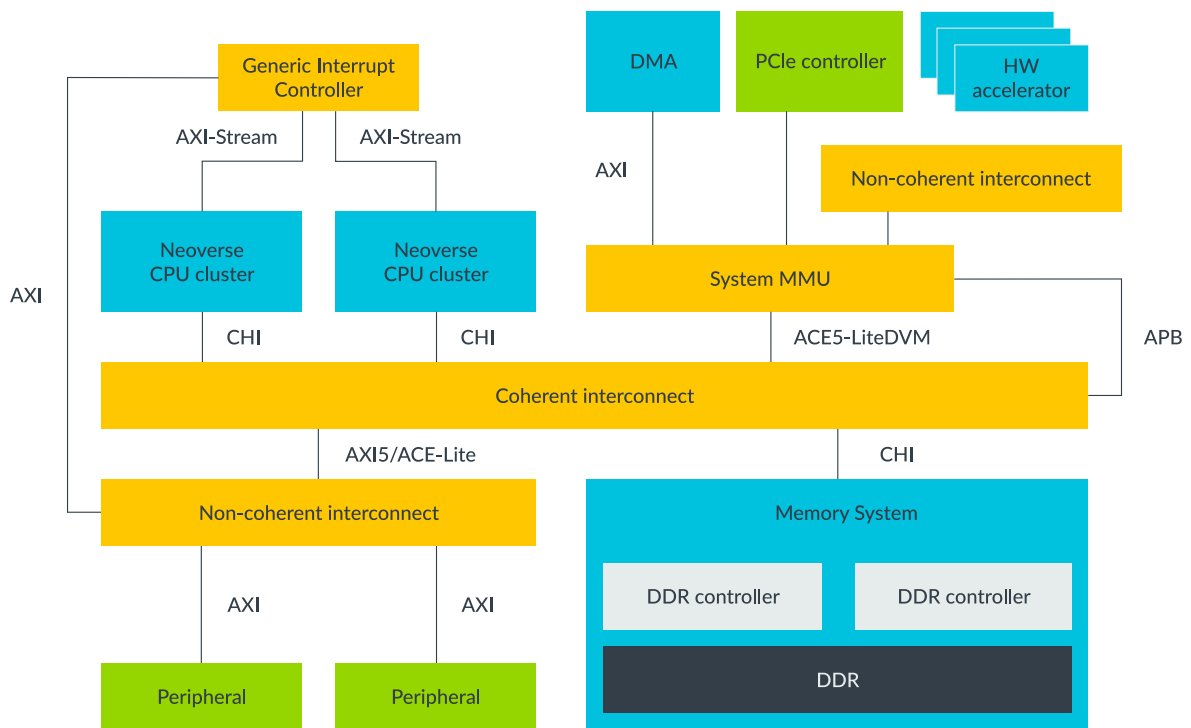 Generic Interrupt
Controller
DMA
PCIe controller
HW
accelerator
AXI-Stream
AXI-Stream
AXI
Non-coherent interconnect
Neoverse
CPU cluster
Neoverse
CPU cluster
System MMU
AXI
CHI
CHI
ACE5-LiteDVM
APB
Coherent interconnect
AXI5/ACE-Lite
CHI
Non-coherent interconnect
Memory System
AXI
AXI
DDR controller
DDR controller
Peripheral
Peripheral
DDR